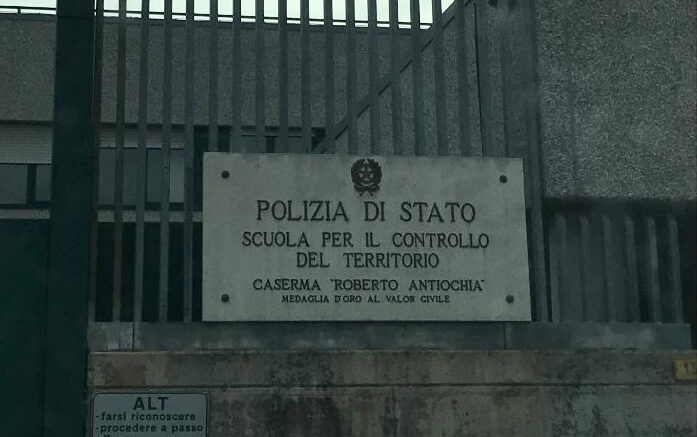 POLIZIA DI STATO
SCUOLA PER IL CONTROLLO
DEL TERRITORIO
CASERMA "ROBERTO ANTIOCHIA"
MEDAGLIA D'ORO AL VALOR CIVILE
ALT
- farsi riconoscere
- procedere a passo